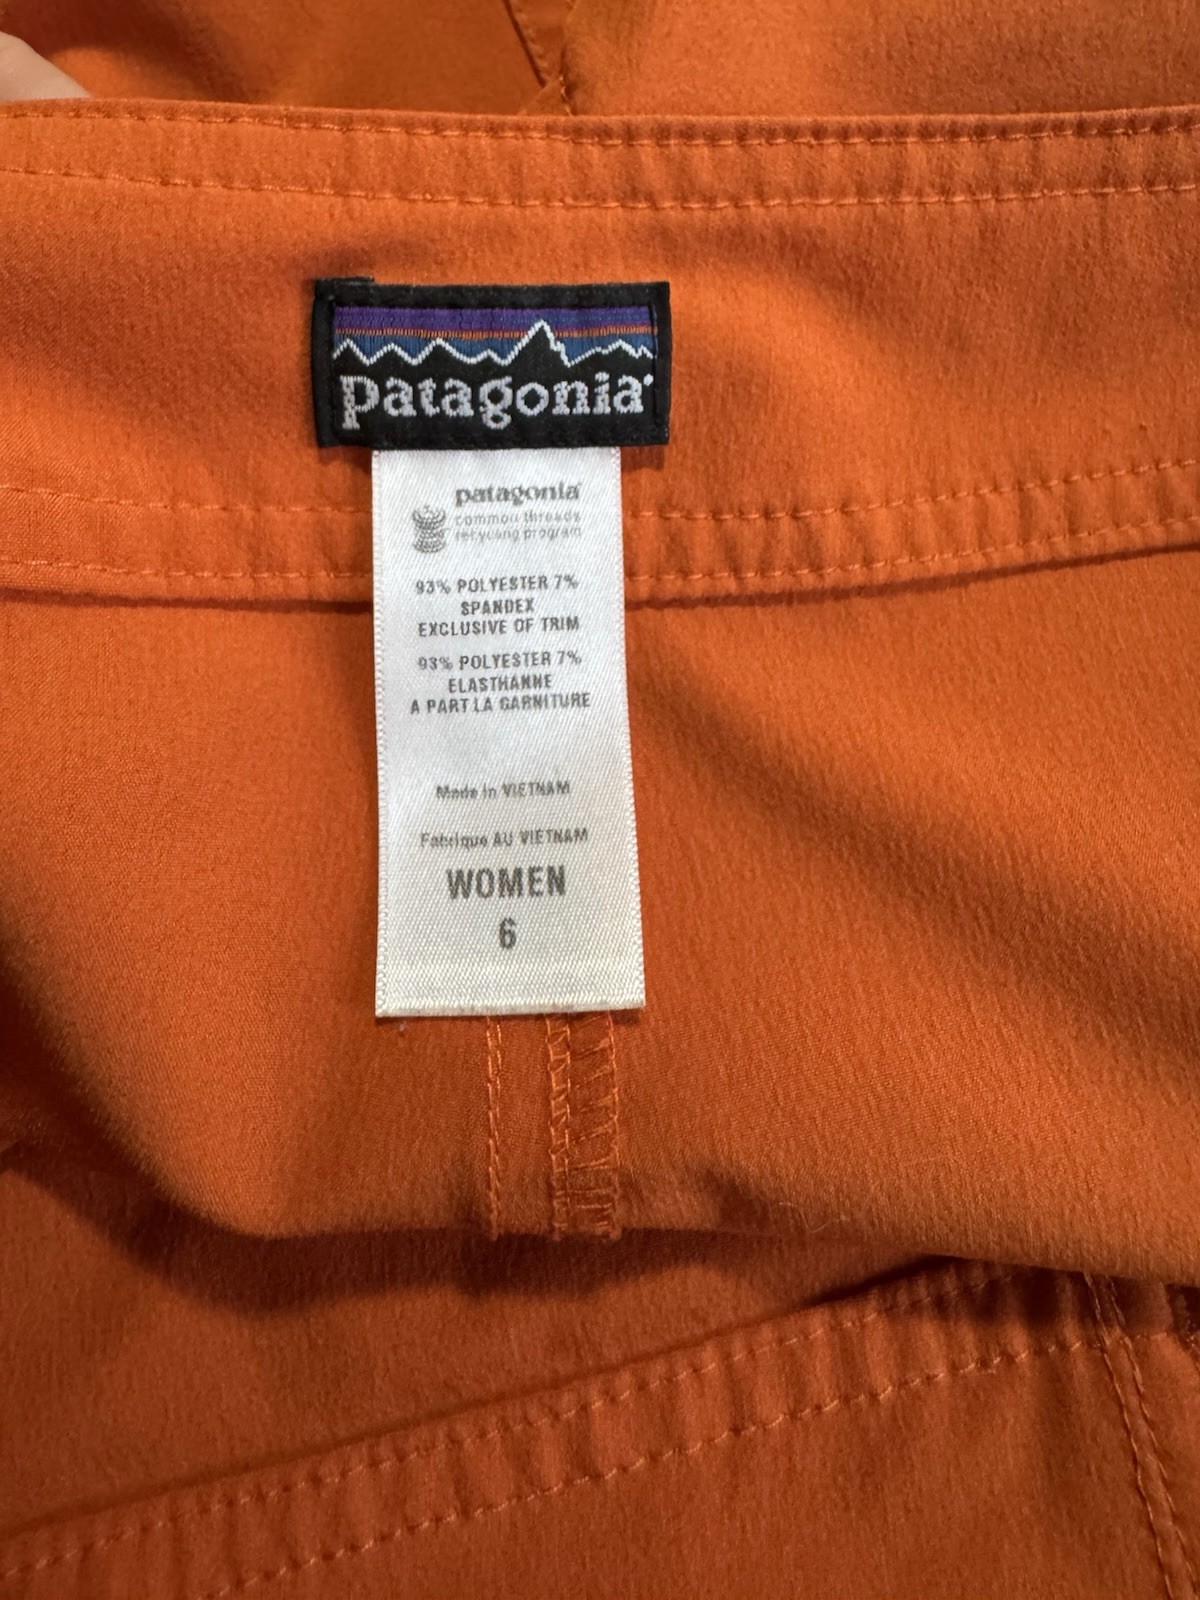 patagonia
patagonia
common threads
recycling program
93% POLYESTER 7%
SPANDEX
EXCLUSIVE OF TRIM
93% POLYESTER 7%
ELASTHANNE
A PART LA GARNITURE
Made in VIETNAM
Fabrique AU VIETNAM
WOMEN
6